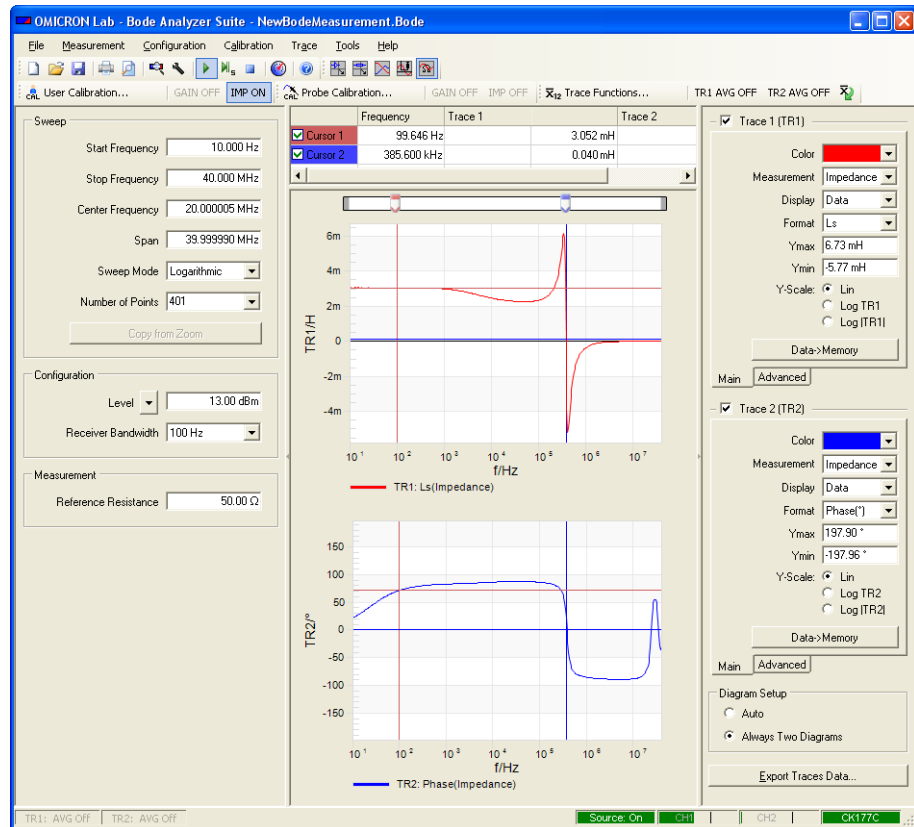 OMICRON Lab - Bode Analyzer Suite - NewBodeMeasurement.Bode
File Measurement Configuration Calibration Trace Tools Help
CAL User Calibration... GAIN OFF IMP ON CAL Probe Calibration... GAIN OFF IMP OFF X12 Trace Functions... TR1 AVG OFF TR2 AVG OFF
Sweep
Start Frequency 10.000 Hz
Stop Frequency 40.000 MHz
Center Frequency 20.000005 MHz
Span 39.999990 MHz
Sweep Mode Logarithmic
Number of Points 401
Copy from Zoom
Configuration
Level 13.00 dBm
Receiver Bandwidth 100 Hz
Measurement
Reference Resistance 50.00 Ω
Frequency Trace 1 Trace 2
Cursor 1 99.646 Hz 3.052 mH
Cursor 2 385.600 kHz 0.040 mH
6m
4m
2m
0
-2m
-4m
TR1/H
10 1 10 2 10 3 10 4 10 5 10 6 10 7
f/Hz
TR1: Ls(Impedance)
150
100
50
0
-50
-100
-150
TR2/°
10 1 10 2 10 3 10 4 10 5 10 6 10 7
f/Hz
TR2: Phase(Impedance)
Trace 1 (TR1)
Color
Measurement Impedance
Display Data
Format Ls
Ymax 6.73 mH
Ymin -5.77 mH
Y-Scale: Lin
Log TR1
Log |TR1|
Data->Memory
Main Advanced
Trace 2 (TR2)
Color
Measurement Impedance
Display Data
Format Phase(°)
Ymax 197.90 °
Ymin -197.96 °
Y-Scale: Lin
Log TR2
Log |TR2|
Data->Memory
Main Advanced
Diagram Setup
Auto
Always Two Diagrams
Export Traces Data...
TR1: AVG Off TR2: AVG Off Source: On CH1 CH2 CK177C